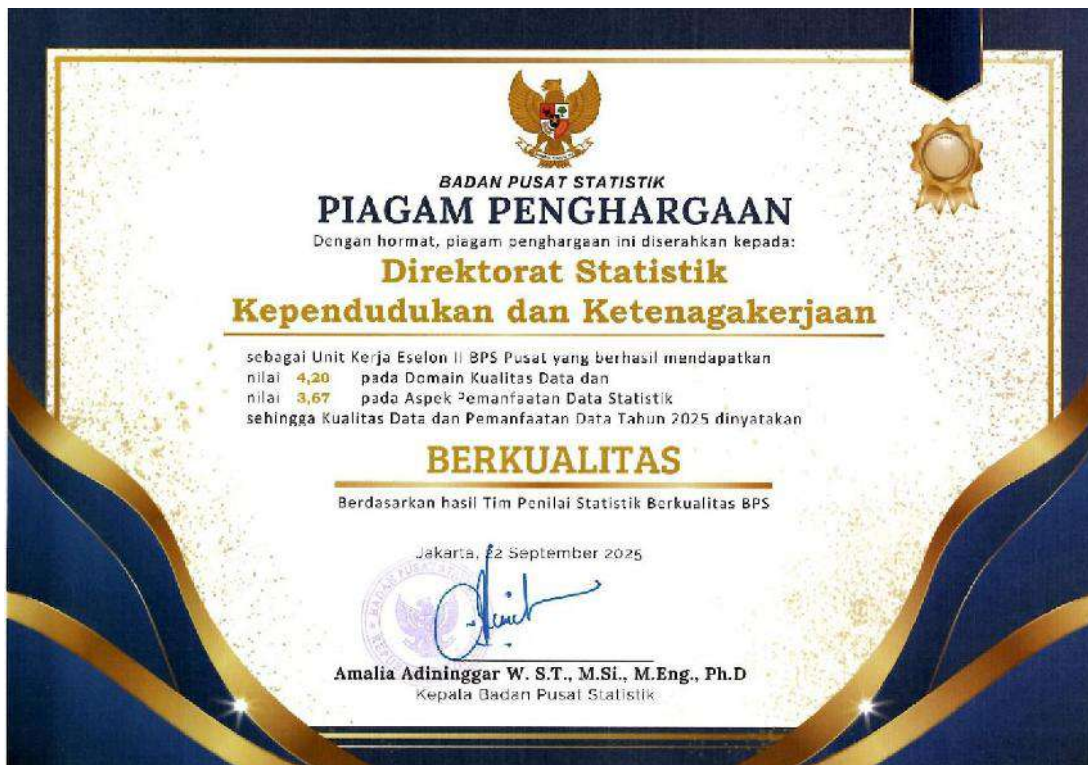 BADAN PUSAT STATISTIK
PIAGAM PENGHARGAAN
Dengan hormat, piagam penghargaan ini diserahkan kepada:
Direktorat Statistik
Kependudukan dan Ketenagakerjaan
sebagai Unit Kerja Eselon II BPS Pusat yang berhasil mendapatkan
nilai 4,20 pada Domain Kualitas Data dan
nilai 3,67 pada Aspek Pemanfaatan Data Statistik
sehingga Kualitas Data dan Pemanfaatan Data Tahun 2025 dinyatakan
BERKUALITAS
Berdasarkan hasil Tim Penilai Statistik Berkualitas BPS
Jakarta, 22 September 2025
BADAN PUSAT
Amalia Adininggar W. S.T., M.Si., M.Eng., Ph.D
Kepala Badan Pusat Statistik